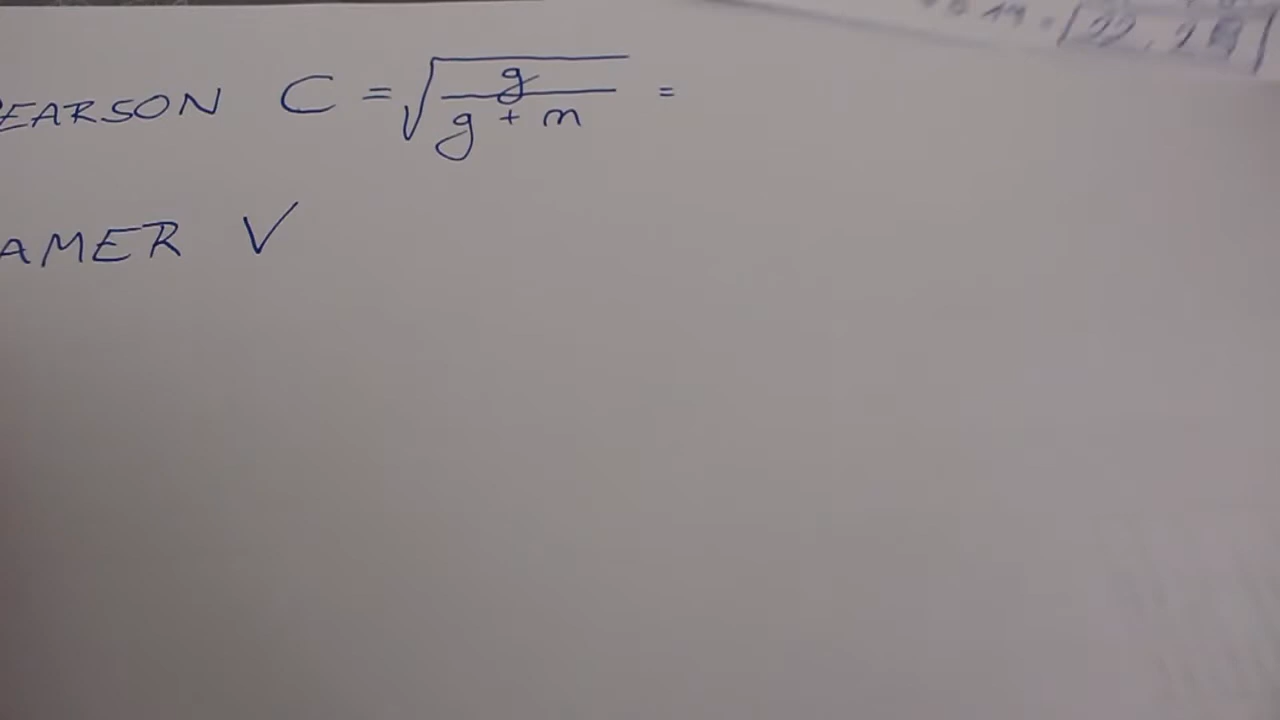 EARSON C = √(g / (g + n)) =
AMER V